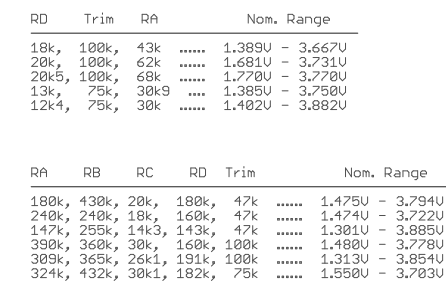 RD Trim RA Nom. Range
18k, 100k, 43k ...... 1.389V - 3.667V
20k, 100k, 62k ...... 1.681V - 3.731V
20k5, 100k, 68k ...... 1.770V - 3.770V
13k, 75k, 30k9 .... 1.385V - 3.750V
12k4, 75k, 30k ...... 1.402V - 3.882V
RA RB RC RD Trim Nom. Range
180k, 430k, 20k, 180k, 47k ...... 1.475V - 3.794V
240k, 240k, 18k, 160k, 47k ...... 1.474V - 3.722V
147k, 255k, 14k3, 143k, 47k ...... 1.301V - 3.885V
390k, 360k, 30k, 160k, 100k ...... 1.480V - 3.778V
309k, 365k, 26k1, 191k, 100k ...... 1.313V - 3.854V
324k, 432k, 30k1, 182k, 75k ...... 1.550V - 3.703V